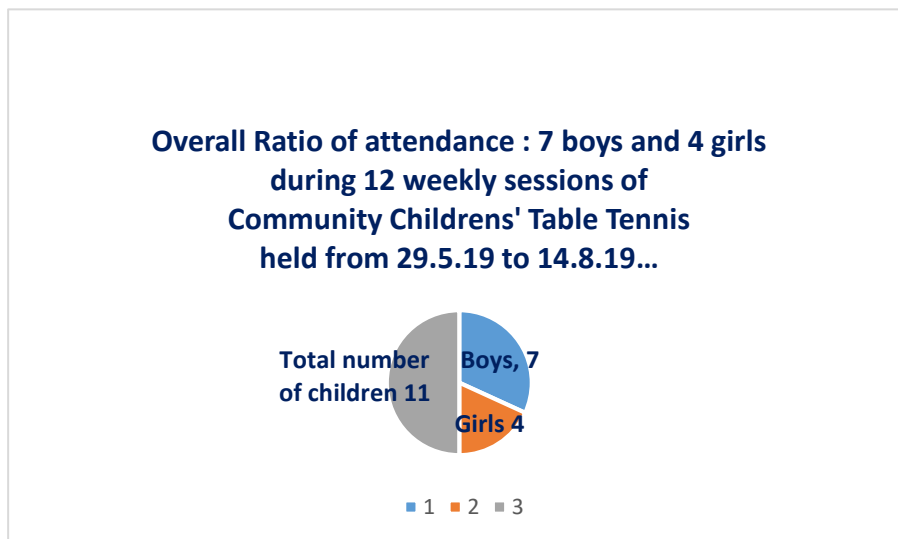 Overall Ratio of attendance : 7 boys and 4 girls
during 12 weekly sessions of
Community Childrens' Table Tennis
held from 29.5.19 to 14.8.19...
Total number
of children 11
Boys, 7
Girls 4
1 2 3